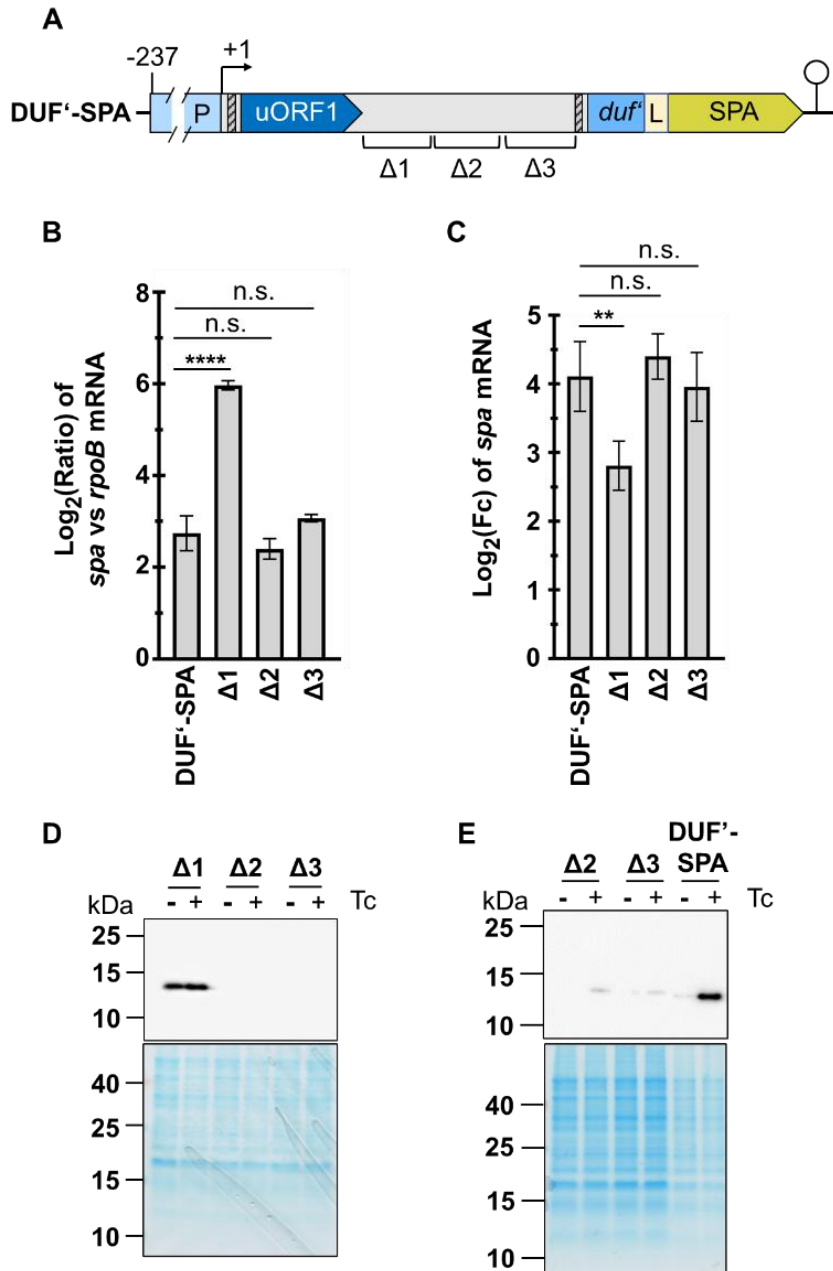 A
-237
+1
DUF‘-SPA
P
uORF1
duf‘
L
SPA
Δ1
Δ2
Δ3
B
Log2(Ratio) of
spa vs rpoB mRNA
8
6
4
2
0
n.s.
n.s.
****
DUF‘-SPA
Δ1
Δ2
Δ3
C
Log2(Fc) of spa mRNA
5
4
3
2
1
0
n.s.
n.s.
**
DUF‘-SPA
Δ1
Δ2
Δ3
D
Δ1 Δ2 Δ3
kDa - + - + - + Tc
25
15
10
40
25
15
10
E
DUF’-
Δ2 Δ3 SPA
kDa - + - + - + Tc
25
15
10
40
25
15
10